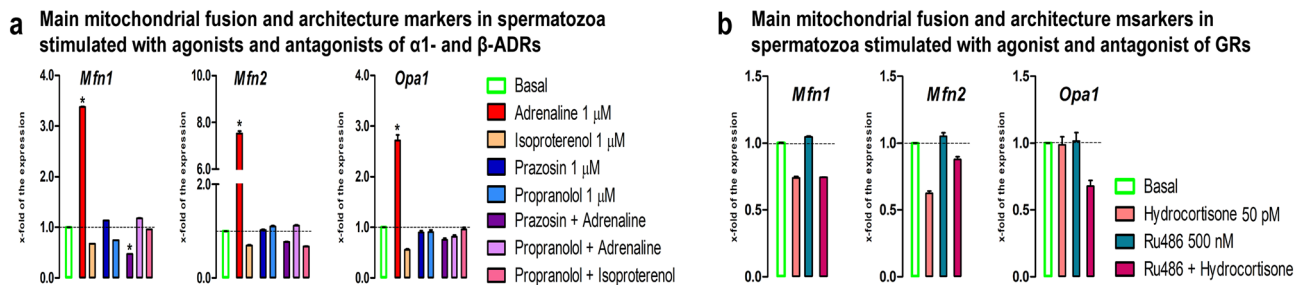 a Main mitochondrial fusion and architecture markers in spermatozoa
stimulated with agonists and antagonists of α1- and β-ADRs
x-fold of the expression
4.0
3.0
2.0
1.0
0.0
Mfn1
*
*
x-fold of the expression
10.0
8.0
6.0
2.0
1.0
0.0
Mfn2
*
x-fold of the expression
4.0
3.0
2.0
1.0
0.0
Opa1
*
Basal
Adrenaline 1 μM
Isoproterenol 1 μM
Prazosin 1 μM
Propranolol 1 μM
Prazosin + Adrenaline
Propranolol + Adrenaline
Propranolol + Isoproterenol
b Main mitochondrial fusion and architecture msarkers in
spermatozoa stimulated with agonist and antagonist of GRs
x-fold of the expression
1.5
1.0
0.5
0.0
Mfn1
x-fold of the expression
1.5
1.0
0.5
0.0
Mfn2
x-fold of the expression
1.5
1.0
0.5
0.0
Opa1
Basal
Hydrocortisone 50 pM
Ru486 500 nM
Ru486 + Hydrocortisone